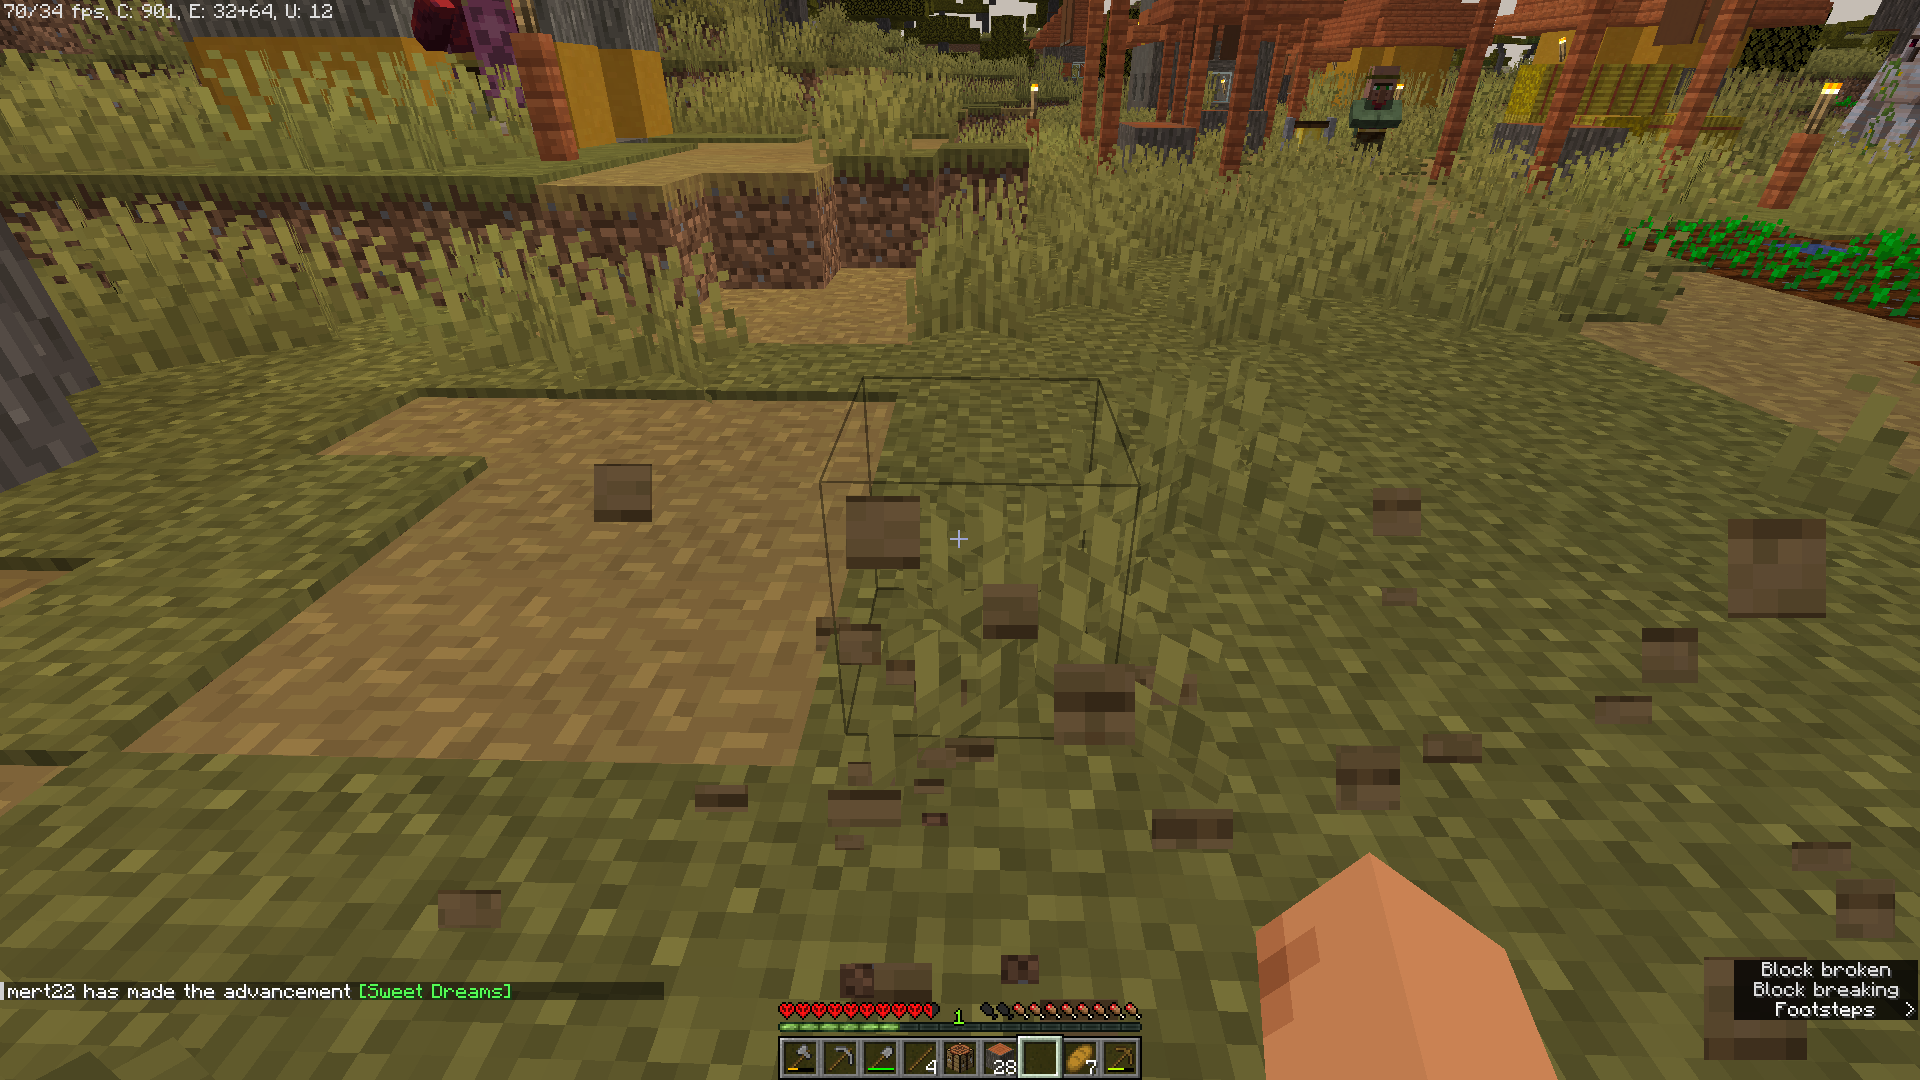 70/34 fps, C: 901, E: 32+64, U: 12
mert22 has made the advancement [Sweet Dreams]
Block broken
Block breaking
Footsteps >
1
4
28
7